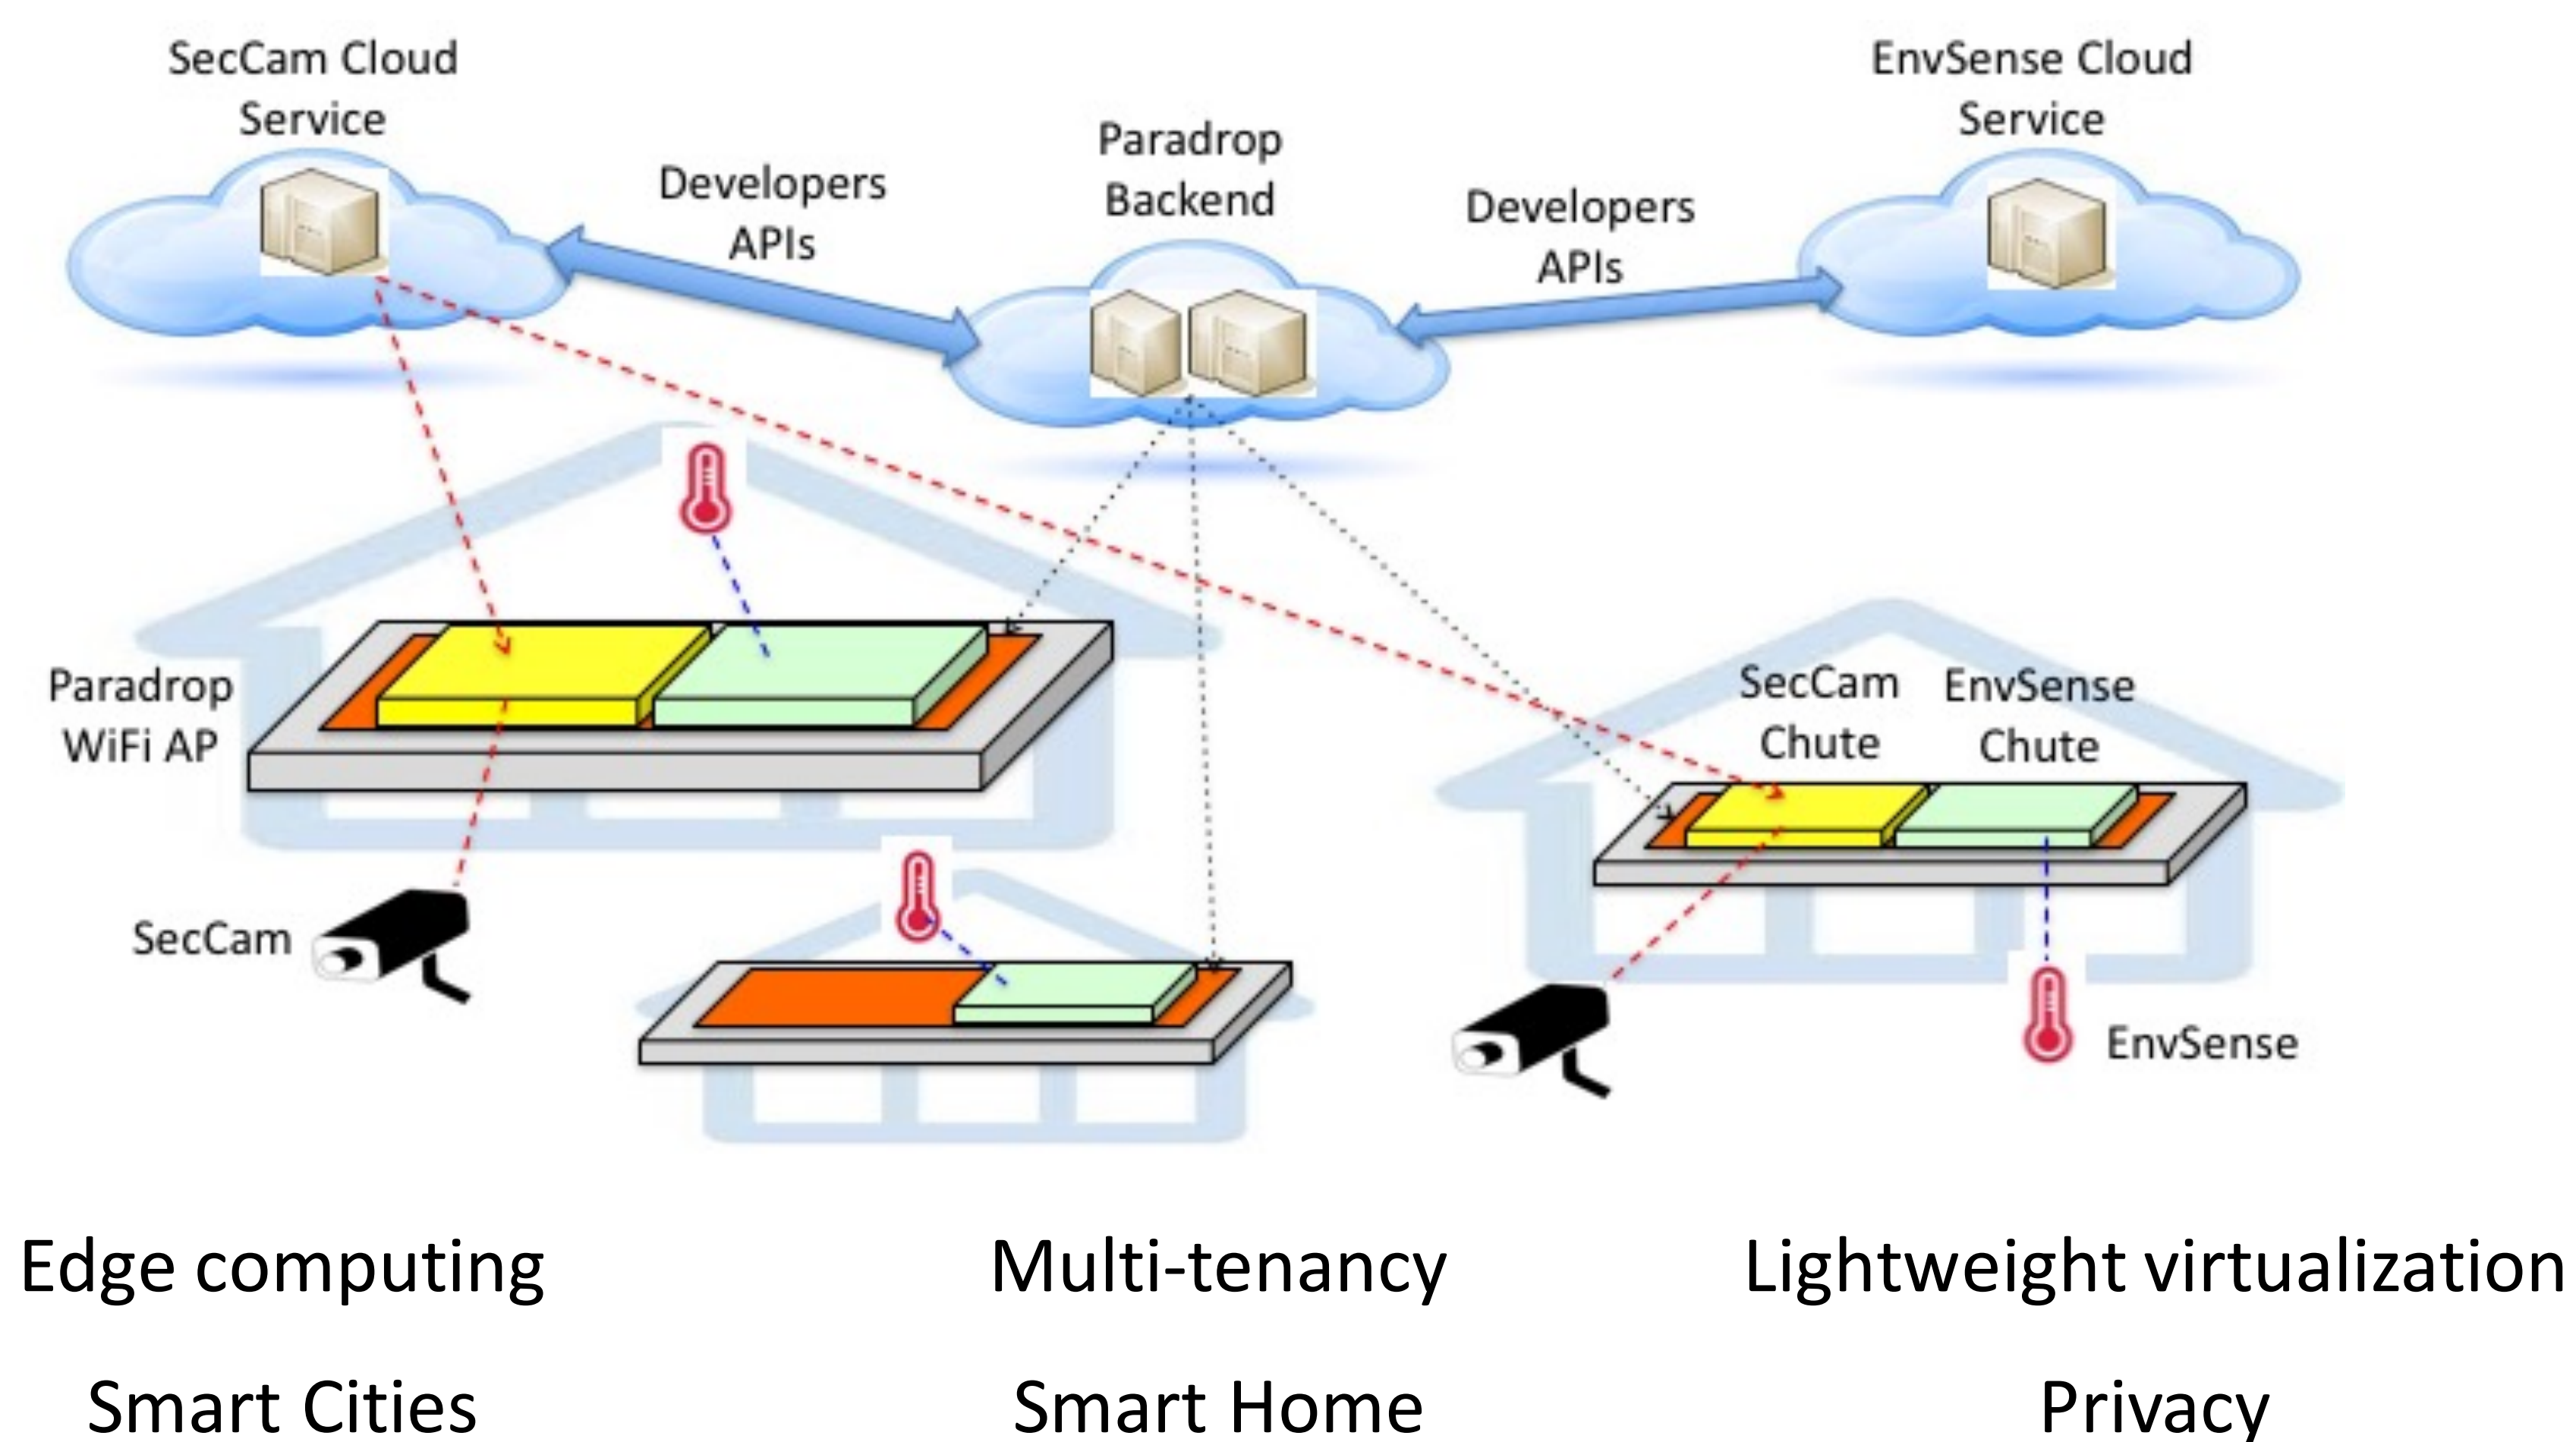 SecCam Cloud
Service
EnvSense Cloud
Service
Paradrop
Backend
Developers
APIs
Developers
APIs
Paradrop
WiFi AP
SecCam
Chute
EnvSense
Chute
SecCam
EnvSense
Edge computing
Multi-tenancy
Lightweight virtualization
Smart Cities
Smart Home
Privacy